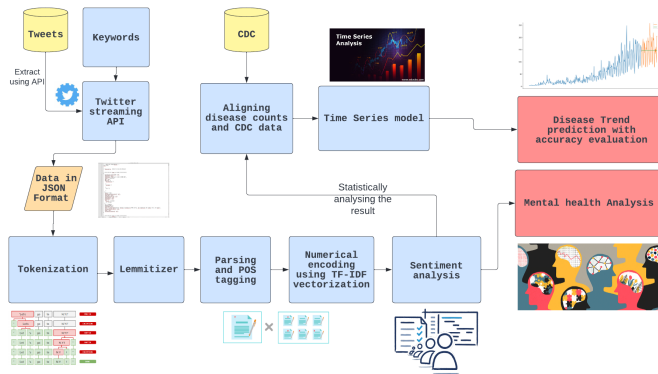 Tweets
Keywords
CDC
Time Series
Analysis
Extract
using API
Twitter
streaming
API
Aligning
disease counts
and CDC data
Time Series model
Disease Trend
prediction with
accuracy evaluation
Data in
JSON
Format
Statistically
analysing the
result
Mental health Analysis
Tokenization
Lemmitizer
Parsing
and POS
tagging
Numerical
encoding
using TF-IDF
vectorization
Sentiment
analysis